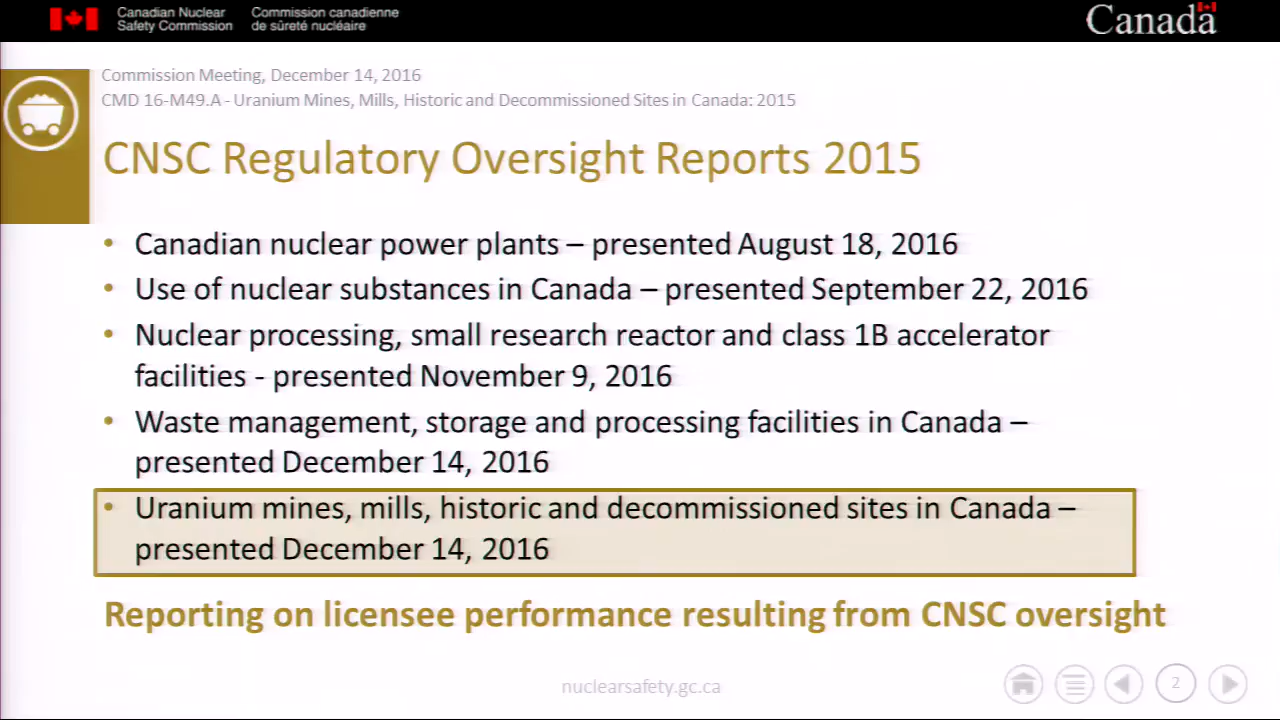 Canadian Nuclear Safety Commission
Commission canadienne de sûreté nucléaire
Canada
Commission Meeting, December 14, 2016
CMD 16-M49.A - Uranium Mines, Mills, Historic and Decommissioned Sites in Canada: 2015
CNSC Regulatory Oversight Reports 2015
• Canadian nuclear power plants – presented August 18, 2016
• Use of nuclear substances in Canada – presented September 22, 2016
• Nuclear processing, small research reactor and class 1B accelerator
facilities - presented November 9, 2016
• Waste management, storage and processing facilities in Canada –
presented December 14, 2016
• Uranium mines, mills, historic and decommissioned sites in Canada –
presented December 14, 2016
Reporting on licensee performance resulting from CNSC oversight
nuclearsafety.gc.ca
2